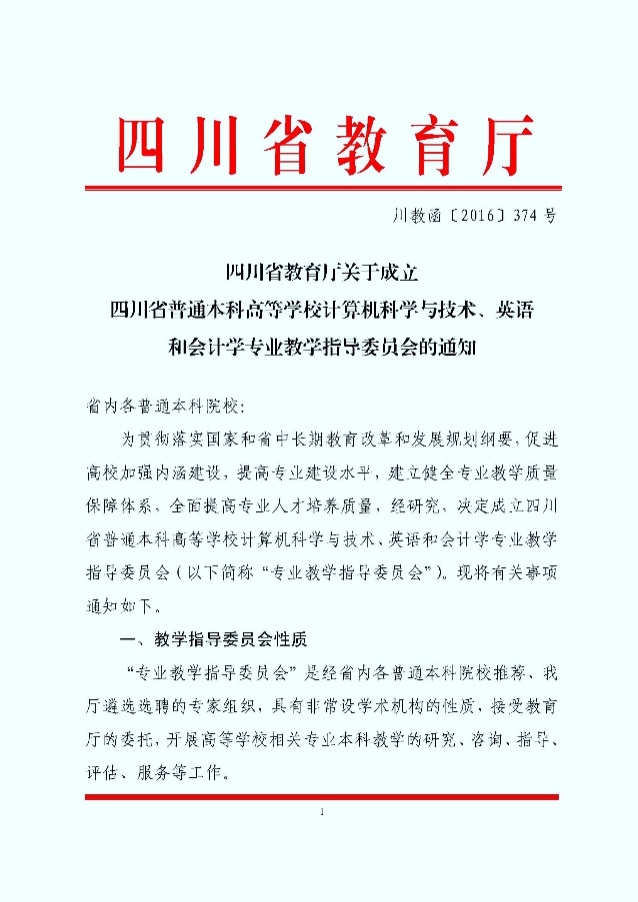 四川省教育厅
川教函〔2016〕374 号
四川省教育厅关于成立
四川省普通本科高等学校计算机科学与技术、英语
和会计学专业教学指导委员会的通知
省内各普通本科院校：
为贯彻落实国家和省中长期教育改革和发展规划纲要，促进
高校加强内涵建设，提高专业建设水平，建立健全专业教学质量
保障体系，全面提高专业人才培养质量，经研究，决定成立四川
省普通本科高等学校计算机科学与技术、英语和会计学专业教学
指导委员会（以下简称“专业教学指导委员会”）。现将有关事项
通知如下。
一、教学指导委员会性质
“专业教学指导委员会”是经省内各普通本科院校推荐、我
厅遴选选聘的专家组织，具有非常设学术机构的性质，接受教育
厅的委托，开展高等学校相关专业本科教学的研究、咨询、指导、
评估、服务等工作。
1